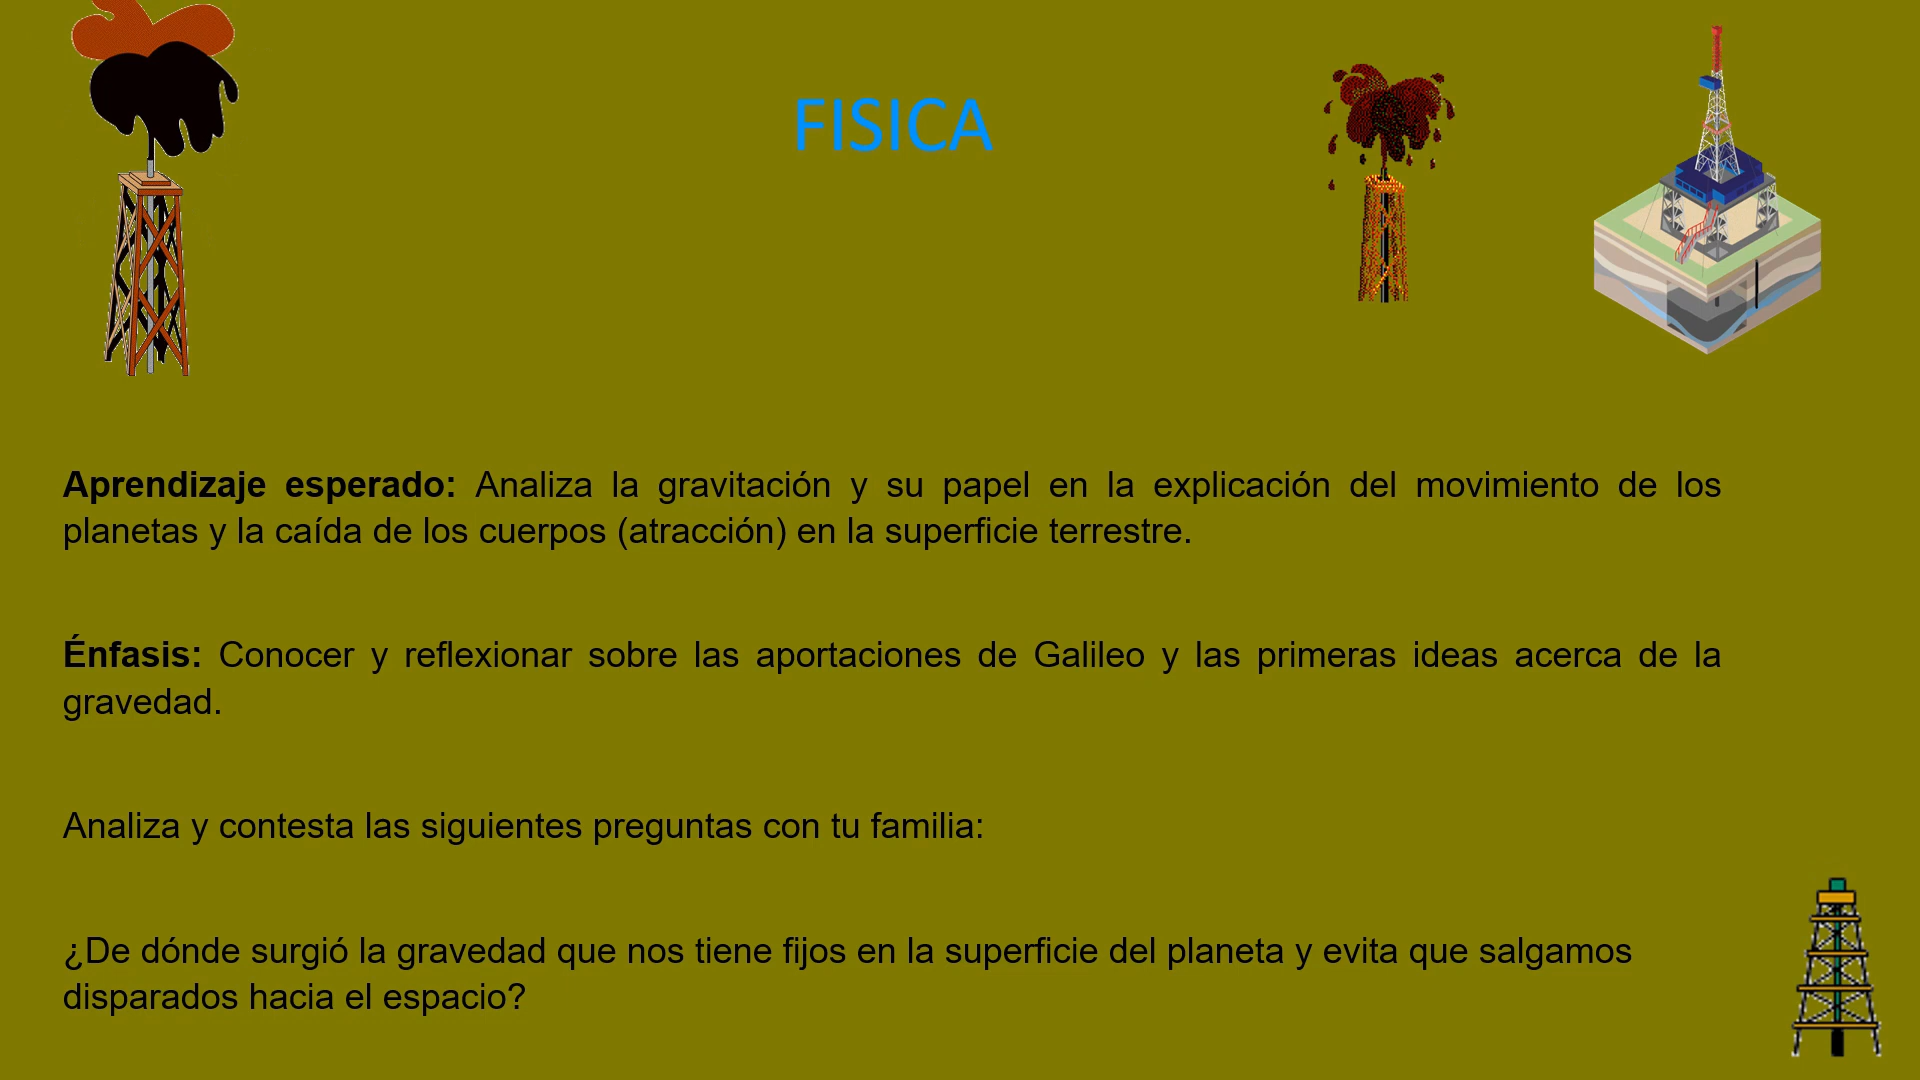 FISICA
Aprendizaje esperado: Analiza la gravitación y su papel en la explicación del movimiento de los
planetas y la caída de los cuerpos (atracción) en la superficie terrestre.
Énfasis: Conocer y reflexionar sobre las aportaciones de Galileo y las primeras ideas acerca de la
gravedad.
Analiza y contesta las siguientes preguntas con tu familia:
¿De dónde surgió la gravedad que nos tiene fijos en la superficie del planeta y evita que salgamos
disparados hacia el espacio?